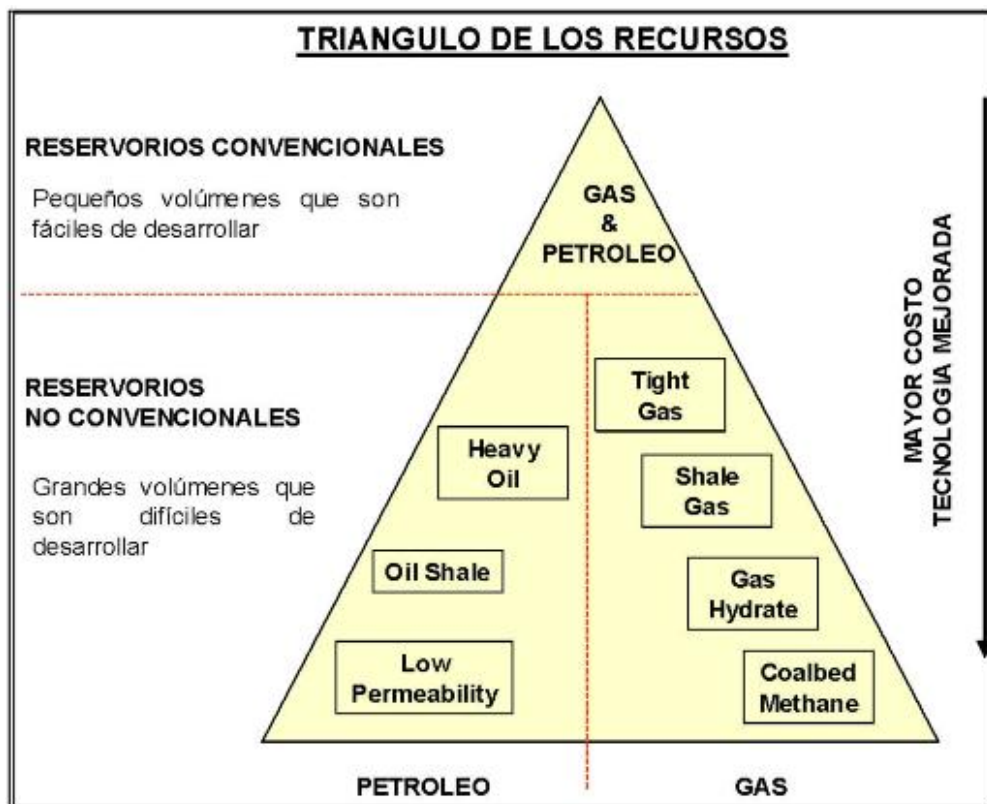 TRIANGULO DE LOS RECURSOS
RESERVORIOS CONVENCIONALES
Pequeños volúmenes que son
fáciles de desarrollar
GAS
&
PETROLEO
RESERVORIOS
NO CONVENCIONALES
Grandes volúmenes que
son difíciles de
desarrollar
Heavy
Oil
Oil Shale
Low
Permeability
Tight
Gas
Shale
Gas
Gas
Hydrate
Coalbed
Methane
MAYOR COSTO
TECNOLOGIA MEJORADA
PETROLEO
GAS